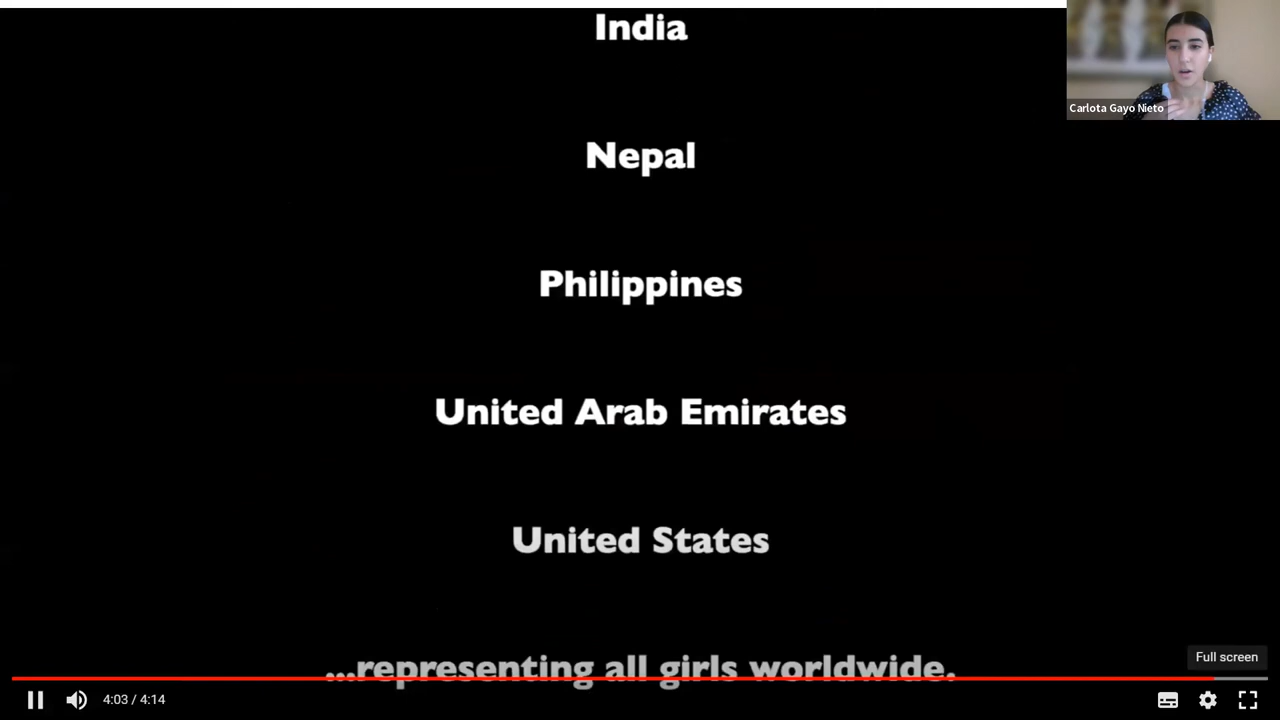 India
Carlota Gayo Nieto
Nepal
Philippines
United Arab Emirates
United States
...representing all girls worldwide.
Full screen
4:03 / 4:14